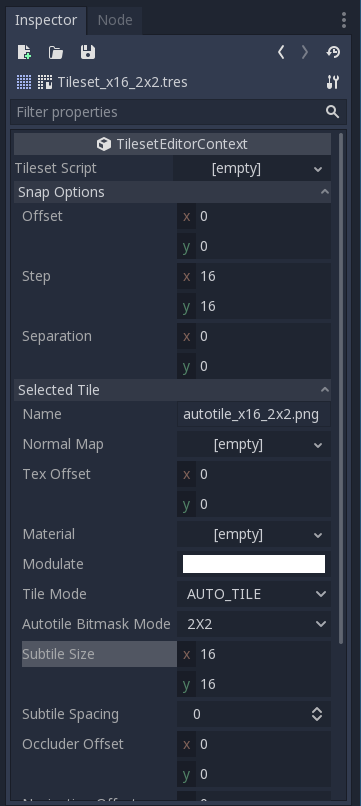 Inspector Node
Tileset_x16_2x2.tres
Filter properties
TilesetEditorContext
Tileset Script [empty]
Snap Options
Offset x 0
y 0
Step x 16
y 16
Separation x 0
y 0
Selected Tile
Name autotile_x16_2x2.png
Normal Map [empty]
Tex Offset x 0
y 0
Material [empty]
Modulate
Tile Mode AUTO_TILE
Autotile Bitmask Mode 2X2
Subtile Size x 16
y 16
Subtile Spacing 0
Occluder Offset x 0
y 0